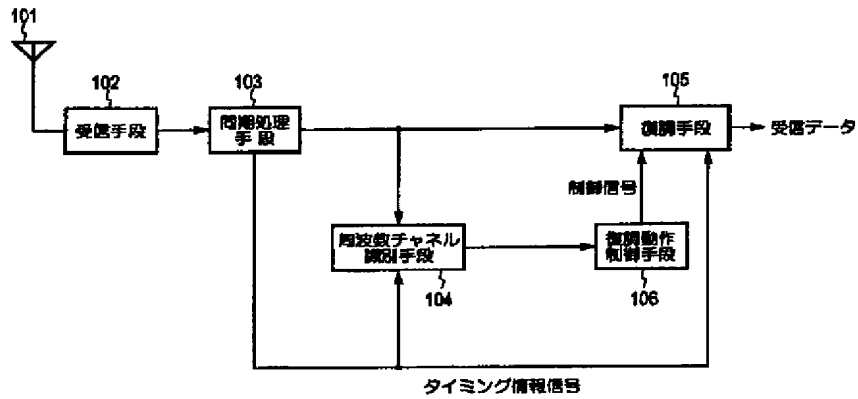 101
102
受信手段
103
同期処理
手段
105
復調手段
受信データ
制御信号
周波数チャネル
識別手段
104
復調動作
制御手段
106
タイミング情報信号